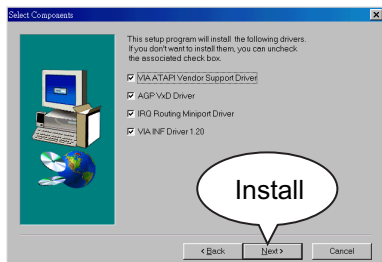 Select Components
This setup program will install the following drivers.
If you don't want to install them, you can uncheck
the associated check box.
VIA ATAPI Vendor Support Driver
AGP VxD Driver
IRQ Routing Miniport Driver
VIA INF Driver 1.20
Install
< Back
Next >
Cancel